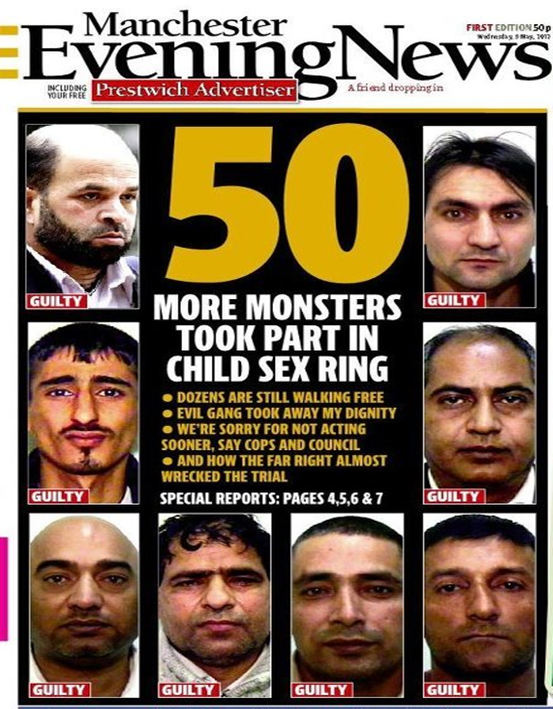 Manchester
Evening News
FIRST EDITION 50p
Wednesday, 9 May, 2012
INCLUDING
YOUR FREE
Prestwich Advertiser
A friend dropping in
50
MORE MONSTERS
TOOK PART IN
CHILD SEX RING
● DOZENS ARE STILL WALKING FREE
● EVIL GANG TOOK AWAY MY DIGNITY
● WE'RE SORRY FOR NOT ACTING
SOONER, SAY COPS AND COUNCIL
● AND HOW THE FAR RIGHT ALMOST
WRECKED THE TRIAL
SPECIAL REPORTS: PAGES 4,5,6 & 7
GUILTY
GUILTY
GUILTY
GUILTY
GUILTY
GUILTY
GUILTY
GUILTY